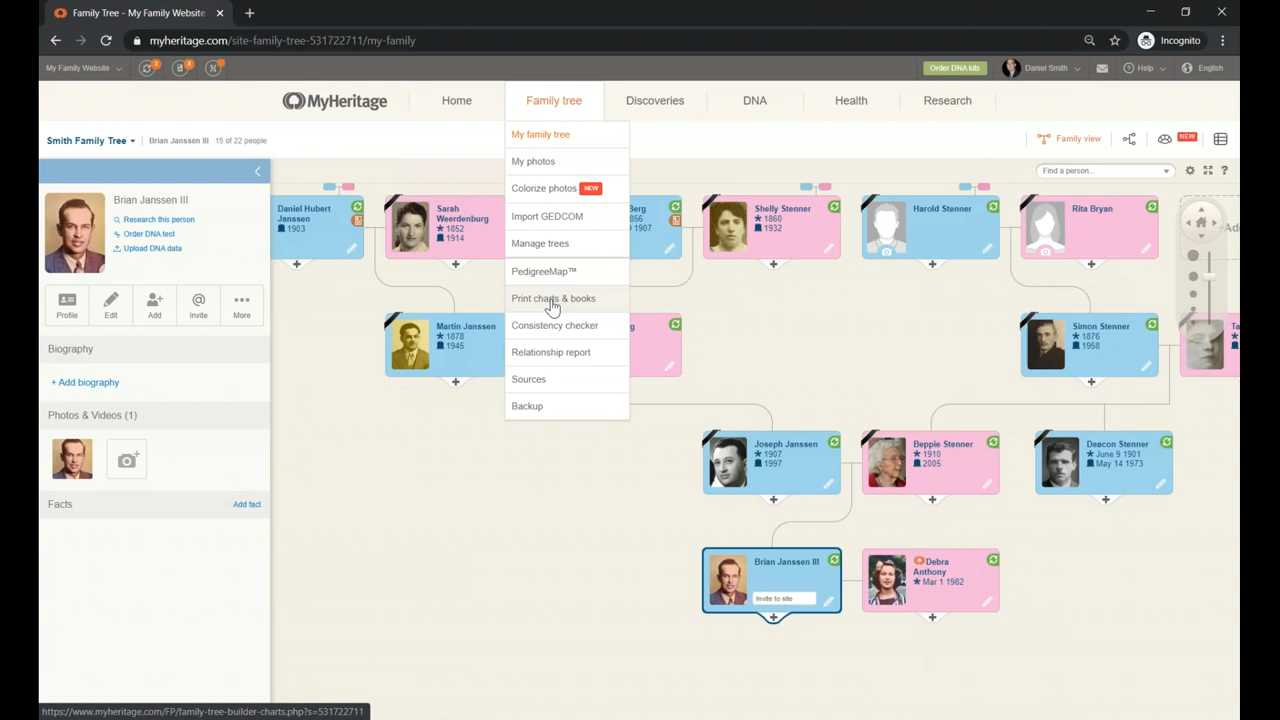 Family Tree - My Family Website
myheritage.com/site-family-tree-531722711/my-family
Incognito
My Family Website
3
8
Order DNA kits
Daniel Smith
Help
English
MyHeritage
Home
Family tree
Discoveries
DNA
Health
Research
Smith Family Tree
Brian Janssen III
15 of 22 people
Family view
NEW
Find a person...
?
My family tree
My photos
Colorize photos NEW
Import GEDCOM
Manage trees
PedigreeMap™
Print charts & books
Consistency checker
Relationship report
Sources
Backup
Brian Janssen III
Research this person
Order DNA test
Upload DNA data
Profile
Edit
Add
Invite
More
Biography
+ Add biography
Photos & Videos (1)
Facts
Add fact
Daniel Hubert
Janssen
1903
Sarah
Weerdenburg
1852
1914
Berg
856
1907
Shelly Stenner
1860
1932
Harold Stenner
Rita Bryan
Martin Janssen
1878
1945
g
Simon Stenner
1876
1958
Joseph Janssen
1907
1997
Beppie Stenner
1910
2005
Deacon Stenner
June 9 1901
May 14 1973
Brian Janssen III
Invite to site
Debra
Anthony
Mar 1 1982
https://www.myheritage.com/FP/family-tree-builder-charts.php?s=531722711